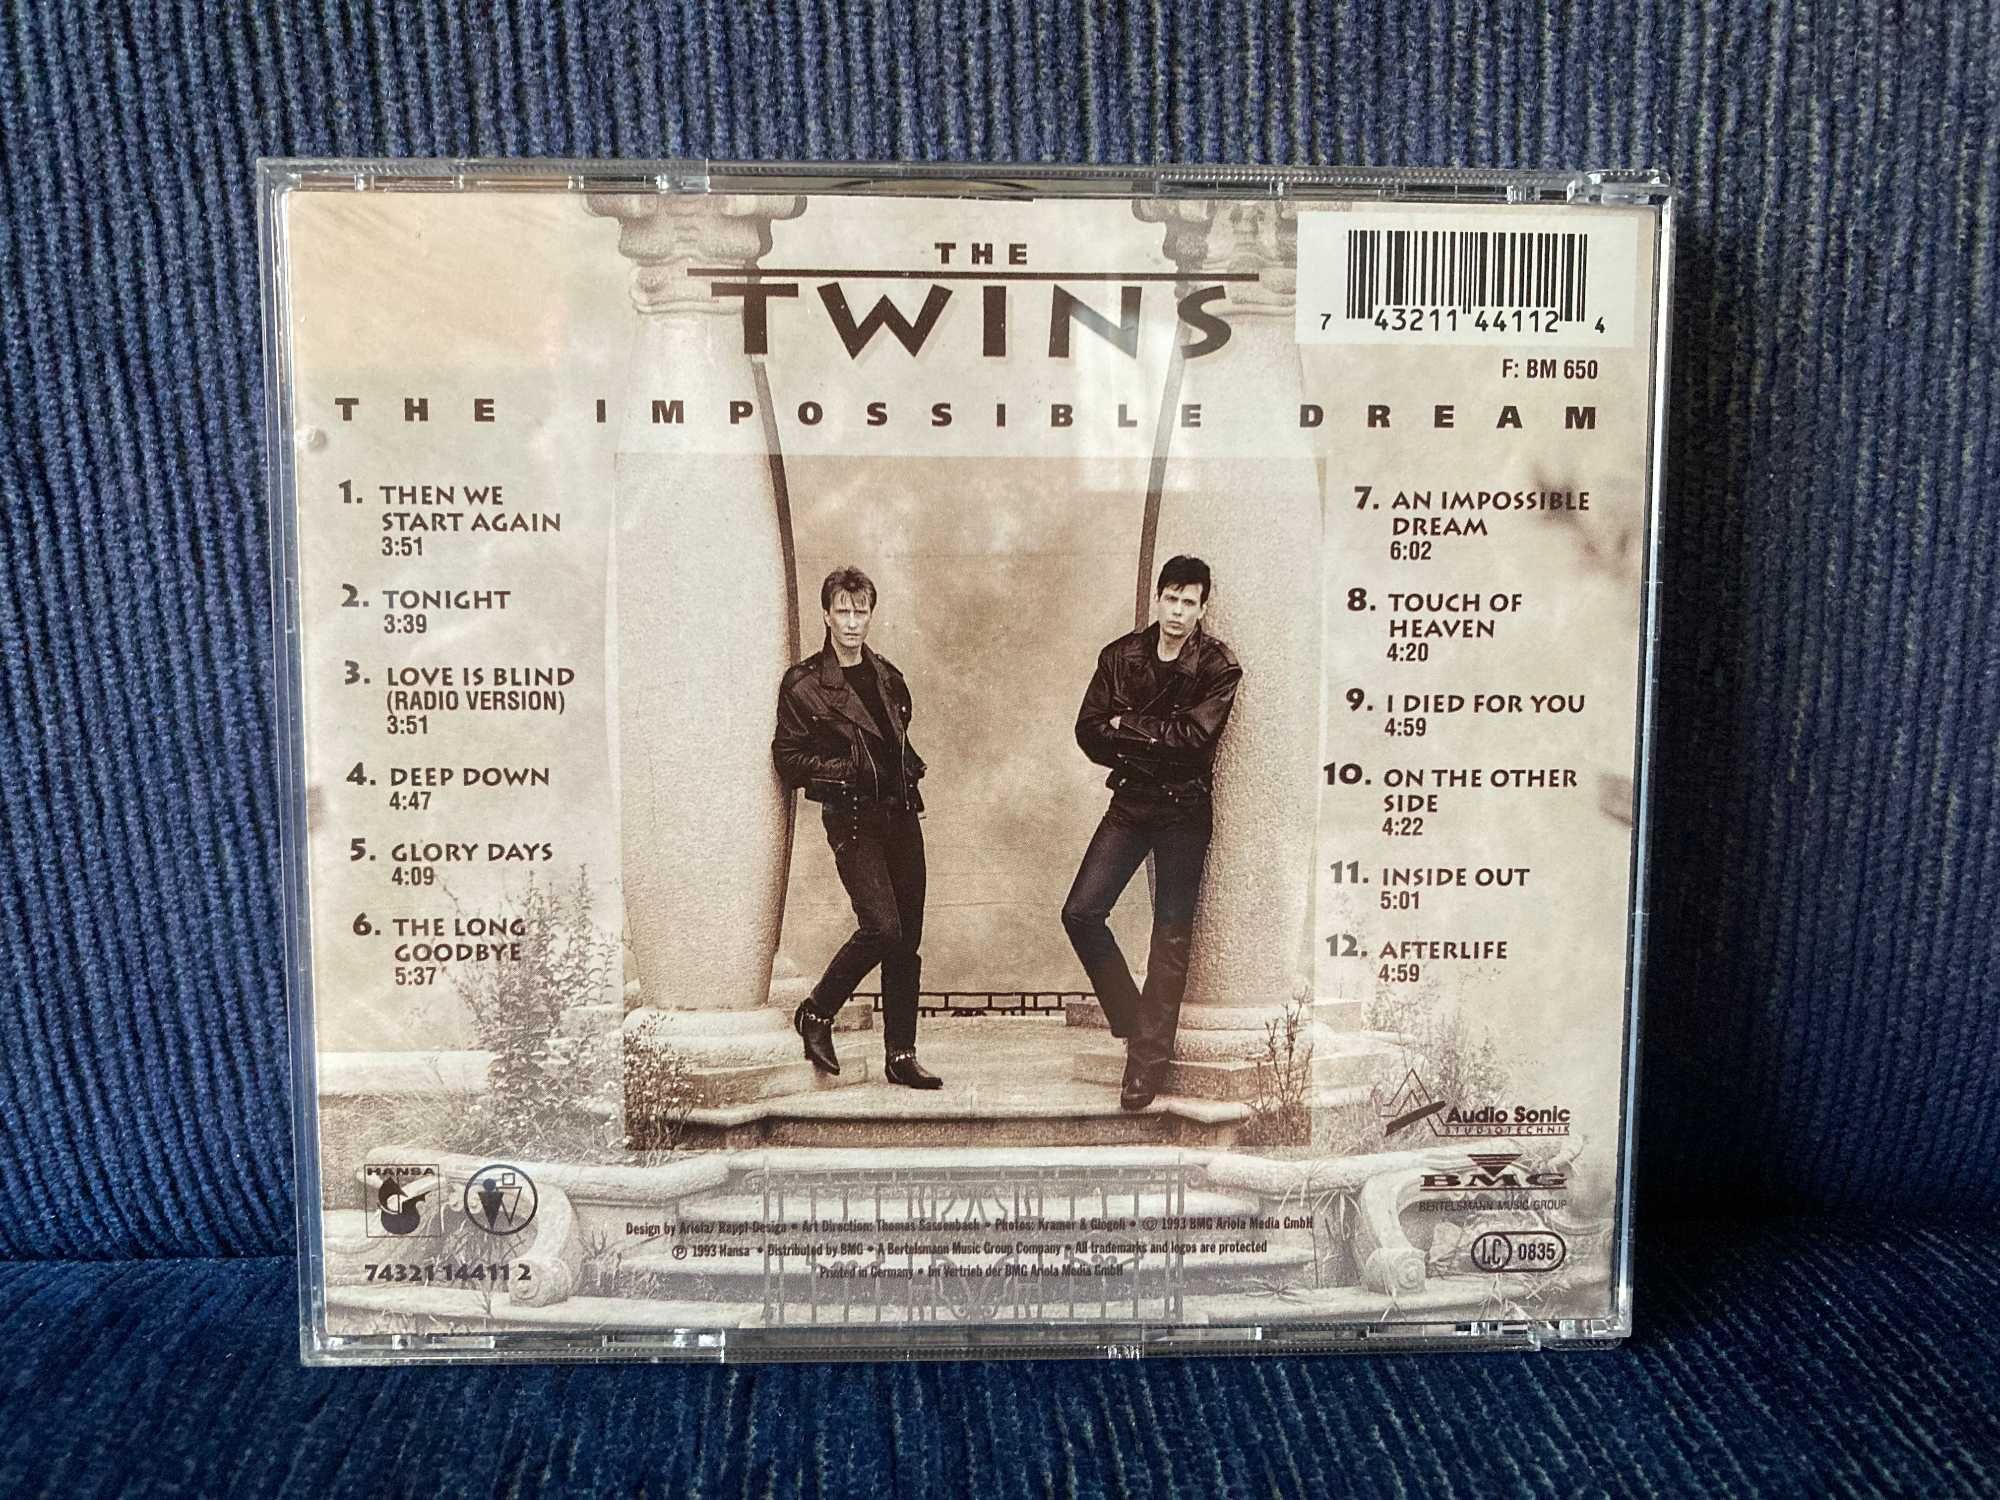 THE
TWINS
7 43211 44112 4
F: BM 650
THE IMPOSSIBLE DREAM
1. THEN WE
START AGAIN
3:51
2. TONIGHT
3:39
3. LOVE IS BLIND
(RADIO VERSION)
3:51
4. DEEP DOWN
4:47
5. GLORY DAYS
4:09
6. THE LONG
GOODBYE
5:37
7. AN IMPOSSIBLE
DREAM
6:02
8. TOUCH OF
HEAVEN
4:20
9. I DIED FOR YOU
4:59
10. ON THE OTHER
SIDE
4:22
11. INSIDE OUT
5:01
12. AFTERLIFE
4:59
Audio Sonic
STUDIOTECHNIK
HANSA
74321 14411 2
Design by Ariola/ Rappl-Design • Art Direction: Thomas Sassenbach • Photos: Kramer & Giogoli • © 1993 BMG Ariola Media GmbH
℗ 1993 Hansa • Distributed by BMG • A Bertelsmann Music Group Company • All trademarks and logos are protected
Printed in Germany • Im Vertrieb der BMG Ariola Media GmbH
BMG
BERTELSMANN MUSIC GROUP
LC 0835